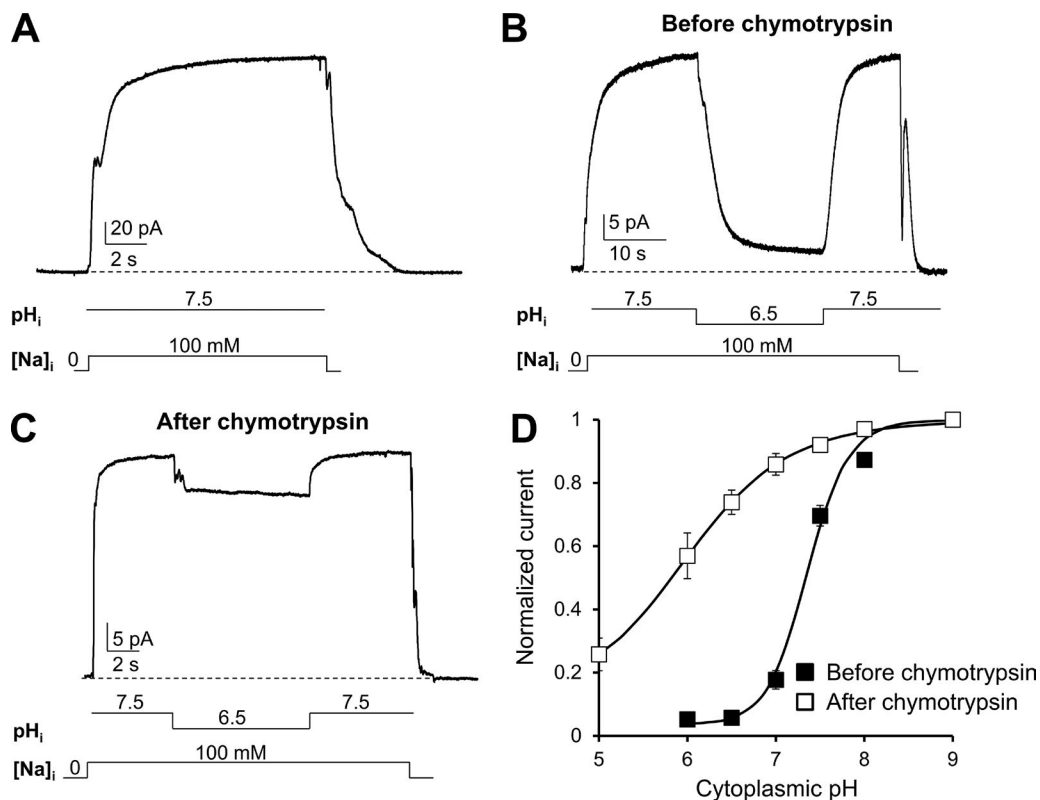 A
20 pA
2 s
7.5
pHi
100 mM
[Na]i
0
B
Before chymotrypsin
5 pA
10 s
7.5
6.5
7.5
pHi
100 mM
[Na]i
0
C
After chymotrypsin
5 pA
2 s
7.5
6.5
7.5
pHi
100 mM
[Na]i
0
D
Normalized current
1
0.8
0.6
0.4
0.2
0
Before chymotrypsin
After chymotrypsin
5 6 7 8 9
Cytoplasmic pH